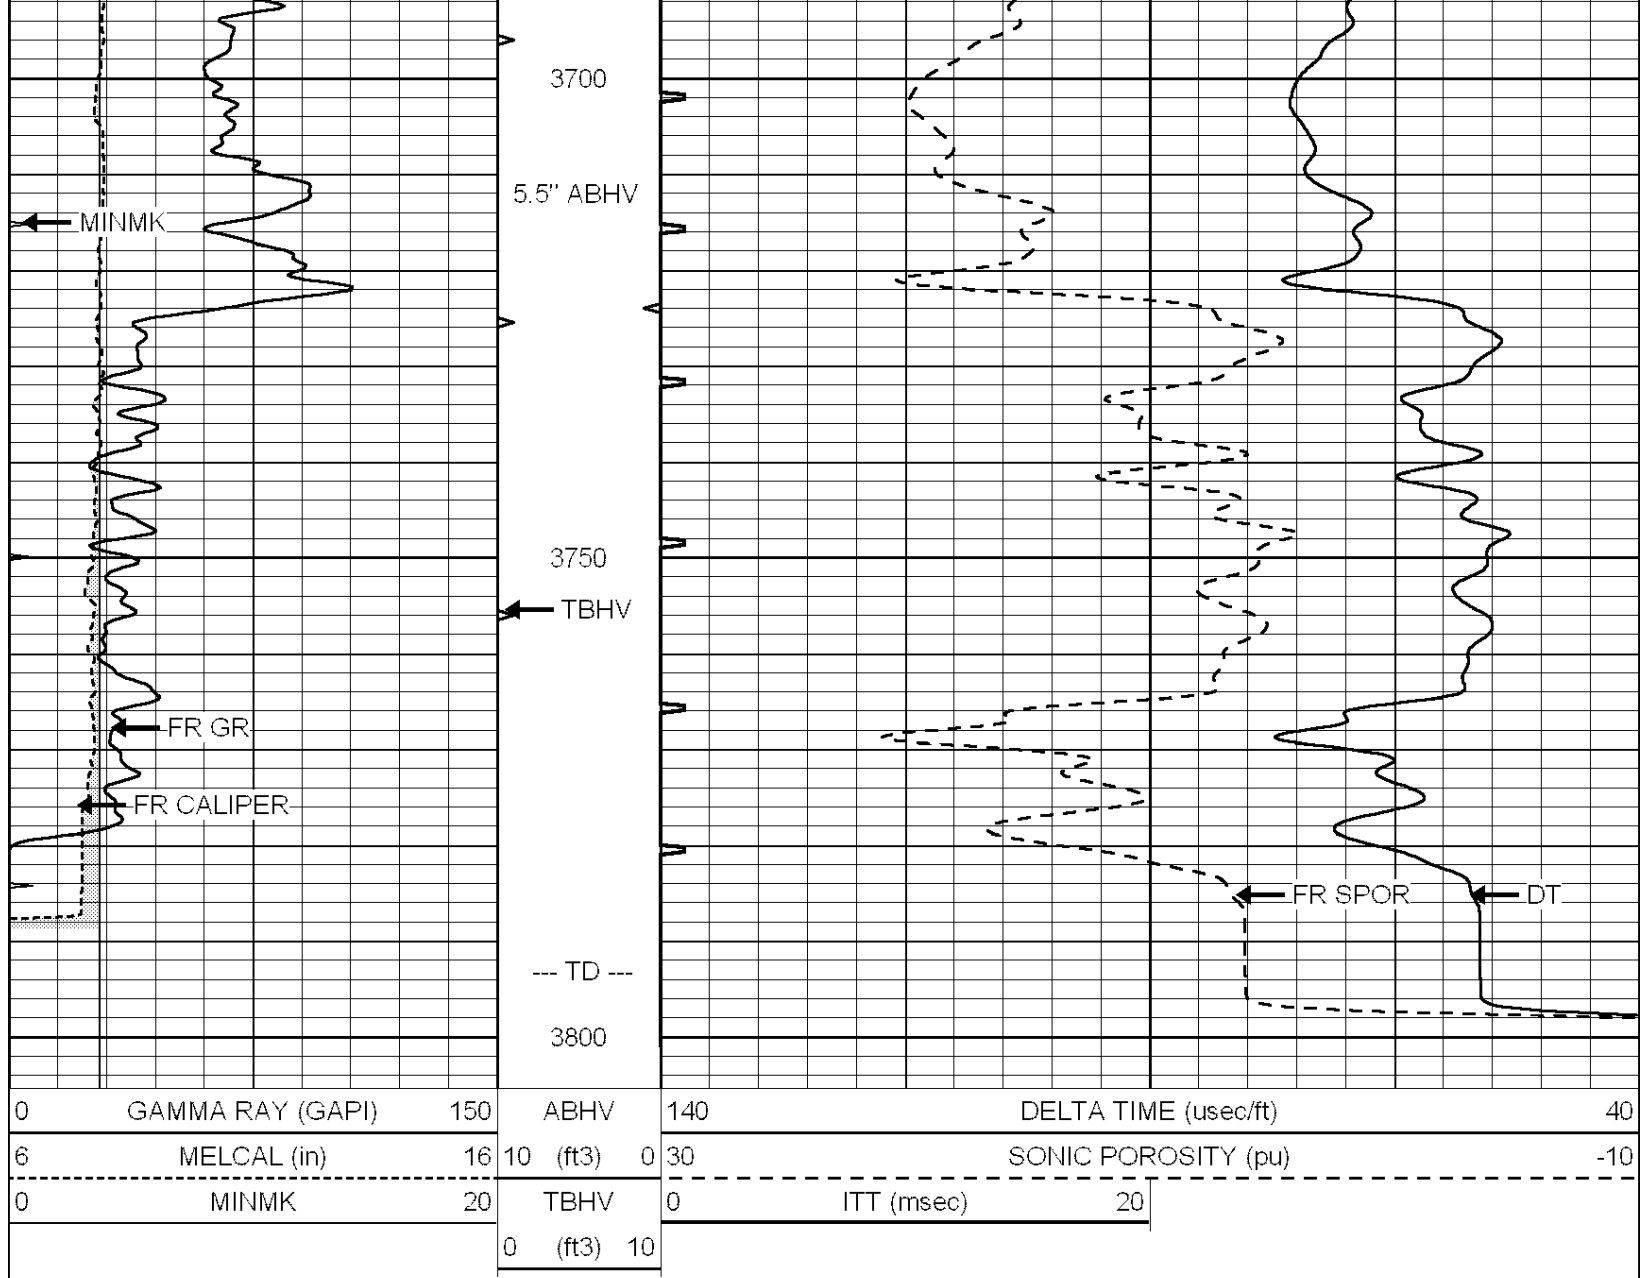 3700
5.5" ABHV
MINMK
3750
TBHV
FR GR
FR CALIPER
FR SPOR
DT
--- TD ---
3800
0 GAMMA RAY (GAPI) 150 ABHV 140 DELTA TIME (usec/ft) 40
6 MELCAL (in) 16 10 (ft3) 0 30 SONIC POROSITY (pu) -10
0 MINMK 20 TBHV 0 ITT (msec) 20
0 (ft3) 10